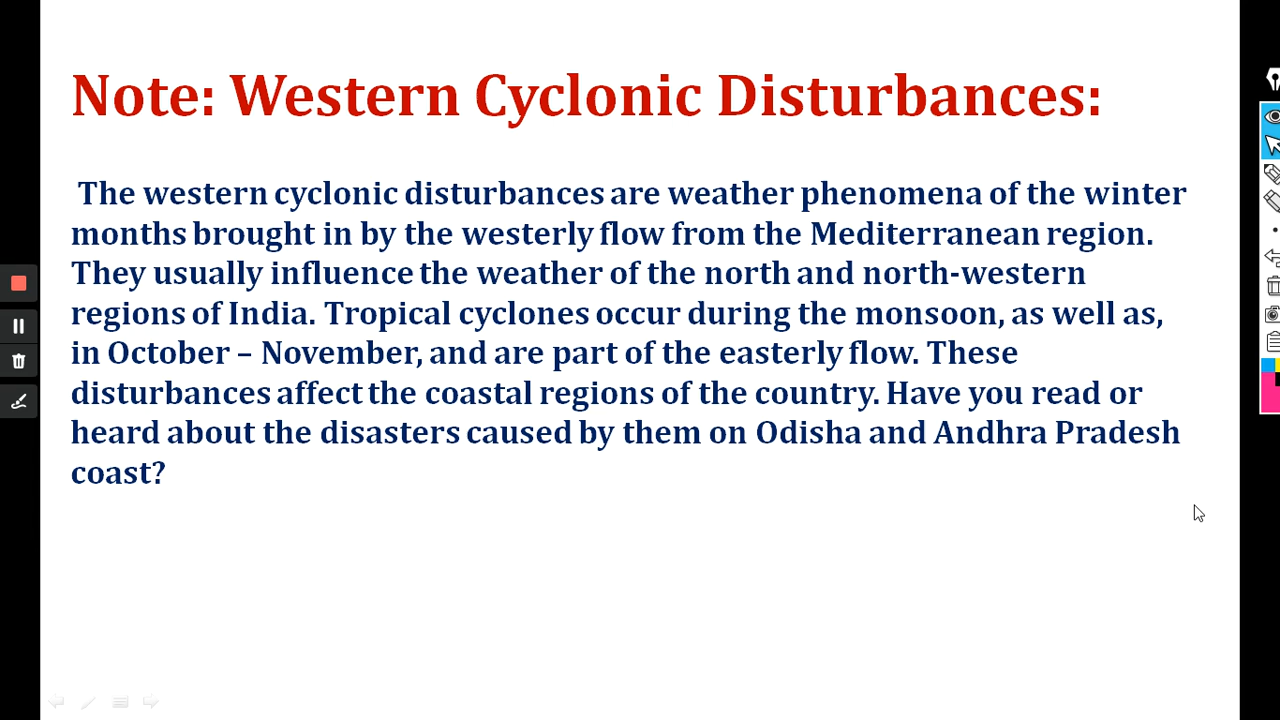 Note: Western Cyclonic Disturbances:
The western cyclonic disturbances are weather phenomena of the winter
months brought in by the westerly flow from the Mediterranean region.
They usually influence the weather of the north and north-western
regions of India. Tropical cyclones occur during the monsoon, as well as,
in October – November, and are part of the easterly flow. These
disturbances affect the coastal regions of the country. Have you read or
heard about the disasters caused by them on Odisha and Andhra Pradesh
coast?